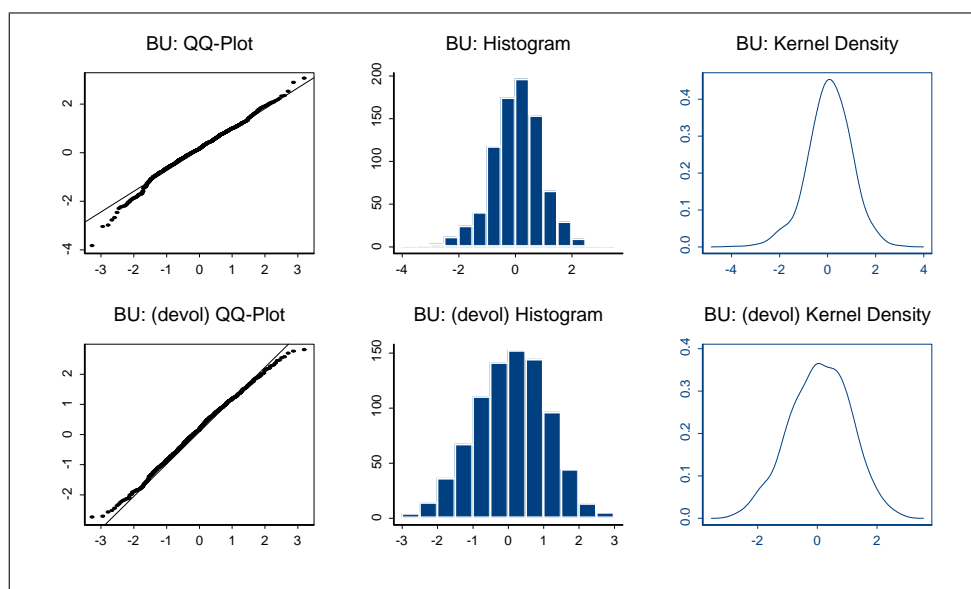 BU: QQ-Plot
BU: Histogram
BU: Kernel Density
2
0
-2
-4
-3 -2 -1 0 1 2 3
200
150
100
50
0
-4 -2 0 2
0.4
0.3
0.2
0.1
0.0
-4 -2 0 2 4
BU: (devol) QQ-Plot
BU: (devol) Histogram
BU: (devol) Kernel Density
2
1
0
-1
-2
-3 -2 -1 0 1 2 3
150
100
50
0
-3 -2 -1 0 1 2 3
0.4
0.3
0.2
0.1
0.0
-2 0 2